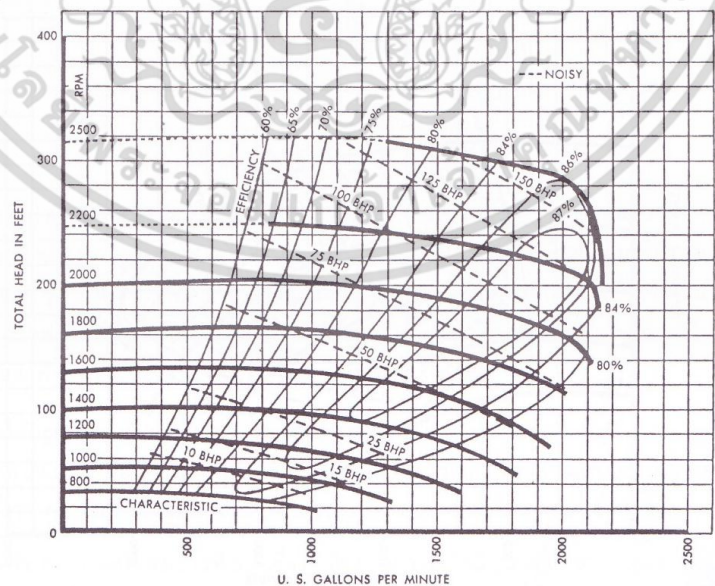 400
300
200
100
0
TOTAL HEAD IN FEET
RPM
2500
2200
2000
1800
1600
1400
1200
1000
800
EFFICIENCY
60%
65%
70%
75%
80%
84%
86%
87%
84%
80%
--- NOISY
150 BHP
125 BHP
100 BHP
75 BHP
50 BHP
25 BHP
15 BHP
10 BHP
CHARACTERISTIC
500
1000
1500
2000
2500
U. S. GALLONS PER MINUTE